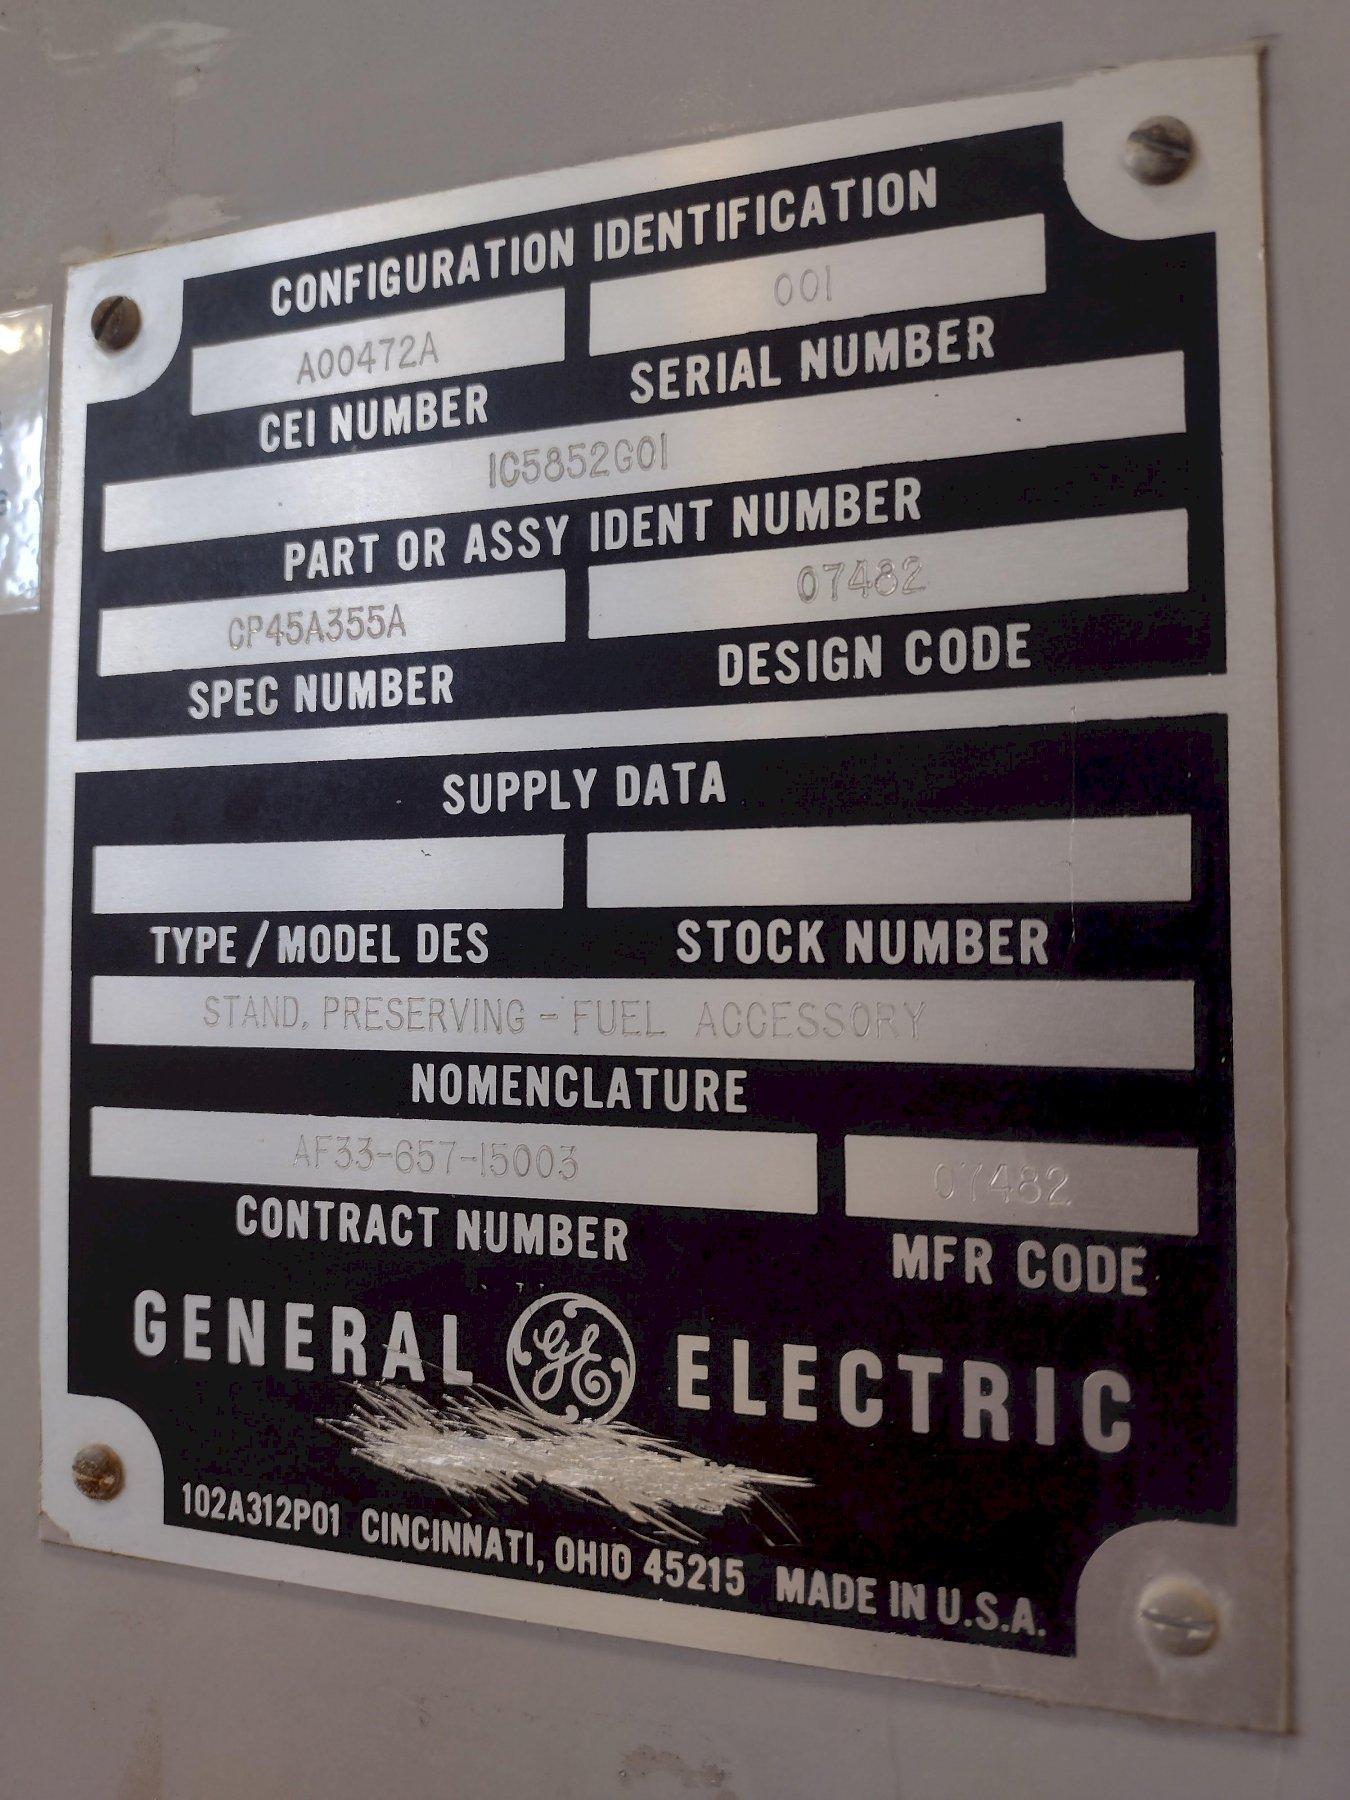 CONFIGURATION IDENTIFICATION
A00472A 001
CEI NUMBER SERIAL NUMBER
1C5852G01
PART OR ASSY IDENT NUMBER
CP45A355A 07482
SPEC NUMBER DESIGN CODE
SUPPLY DATA
TYPE / MODEL DES STOCK NUMBER
STAND, PRESERVING - FUEL ACCESSORY
NOMENCLATURE
AF33-657-15003 07482
CONTRACT NUMBER MFR CODE
GENERAL GE ELECTRIC
102A312P01 CINCINNATI, OHIO 45215 MADE IN U.S.A.